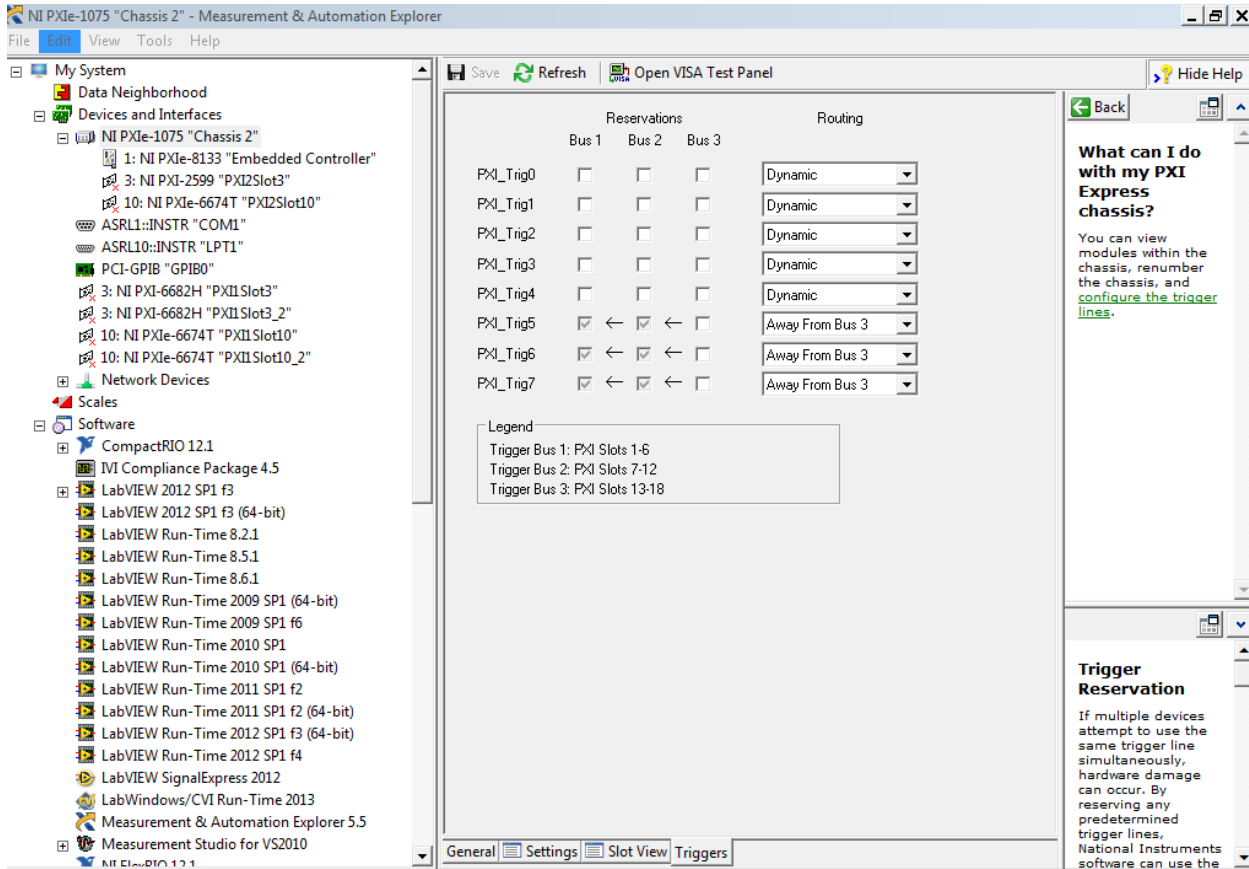 NI PXIe-1075 "Chassis 2" - Measurement & Automation Explorer
File Edit View Tools Help
My System
Data Neighborhood
Devices and Interfaces
NI PXIe-1075 "Chassis 2"
1: NI PXIe-8133 "Embedded Controller"
3: NI PXI-2599 "PXI2Slot3"
10: NI PXIe-6674T "PXI2Slot10"
ASRL1::INSTR "COM1"
ASRL10::INSTR "LPT1"
PCI-GPIB "GPIB0"
3: NI PXI-6682H "PXI1Slot3"
3: NI PXI-6682H "PXI1Slot3_2"
10: NI PXIe-6674T "PXI1Slot10"
10: NI PXIe-6674T "PXI1Slot10_2"
Network Devices
Scales
Software
CompactRIO 12.1
IVI Compliance Package 4.5
LabVIEW 2012 SP1 f3
LabVIEW 2012 SP1 f3 (64-bit)
LabVIEW Run-Time 8.2.1
LabVIEW Run-Time 8.5.1
LabVIEW Run-Time 8.6.1
LabVIEW Run-Time 2009 SP1 (64-bit)
LabVIEW Run-Time 2009 SP1 f6
LabVIEW Run-Time 2010 SP1
LabVIEW Run-Time 2010 SP1 (64-bit)
LabVIEW Run-Time 2011 SP1 f2
LabVIEW Run-Time 2011 SP1 f2 (64-bit)
LabVIEW Run-Time 2012 SP1 f3 (64-bit)
LabVIEW Run-Time 2012 SP1 f4
LabVIEW SignalExpress 2012
LabWindows/CVI Run-Time 2013
Measurement & Automation Explorer 5.5
Measurement Studio for VS2010
NI FlexRIO 12.1
Save Refresh Open VISA Test Panel Hide Help
Reservations Routing
Bus 1 Bus 2 Bus 3
PXI_Trig0 Dynamic
PXI_Trig1 Dynamic
PXI_Trig2 Dynamic
PXI_Trig3 Dynamic
PXI_Trig4 Dynamic
PXI_Trig5 ← ← Away From Bus 3
PXI_Trig6 ← ← Away From Bus 3
PXI_Trig7 ← ← Away From Bus 3
Legend
Trigger Bus 1: PXI Slots 1-6
Trigger Bus 2: PXI Slots 7-12
Trigger Bus 3: PXI Slots 13-18
General Settings Slot View Triggers
Back
What can I do
with my PXI
Express
chassis?
You can view
modules within the
chassis, renumber
the chassis, and
configure the trigger
lines.
Trigger
Reservation
If multiple devices
attempt to use the
same trigger line
simultaneously,
hardware damage
can occur. By
reserving any
predetermined
trigger lines,
National Instruments
software can use the